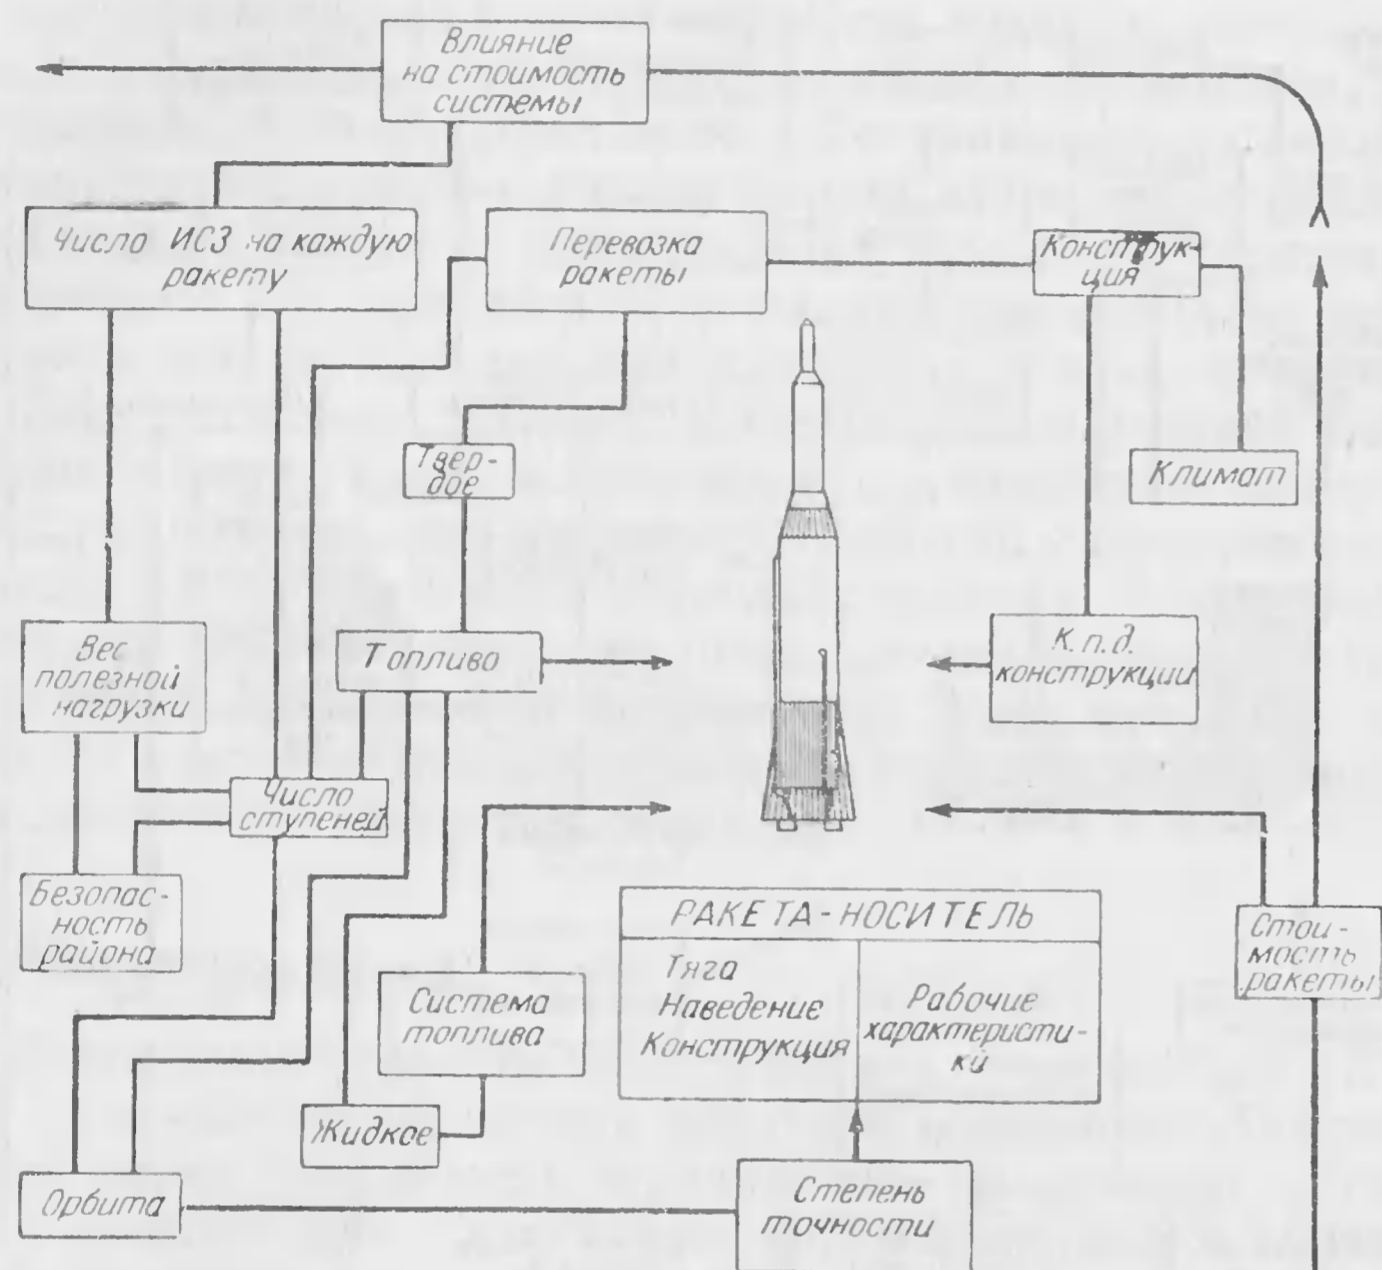 Влияние
на стоимость
системы
Число ИСЗ на каждую
ракету
Перевозка
ракеты
Конструк-
ция
Твер-
дое
Климат
Вес
полезной
нагрузки
Топливо
К.п.д.
конструкции
Число
ступеней
Безопас-
ность
района
Система
топлива
РАКЕТА-НОСИТЕЛЬ
Тяга
Наведение
Конструкция
Рабочие
характеристи-
ки
Стои-
мость
ракеты
Жидкое
Орбита
Степень
точности